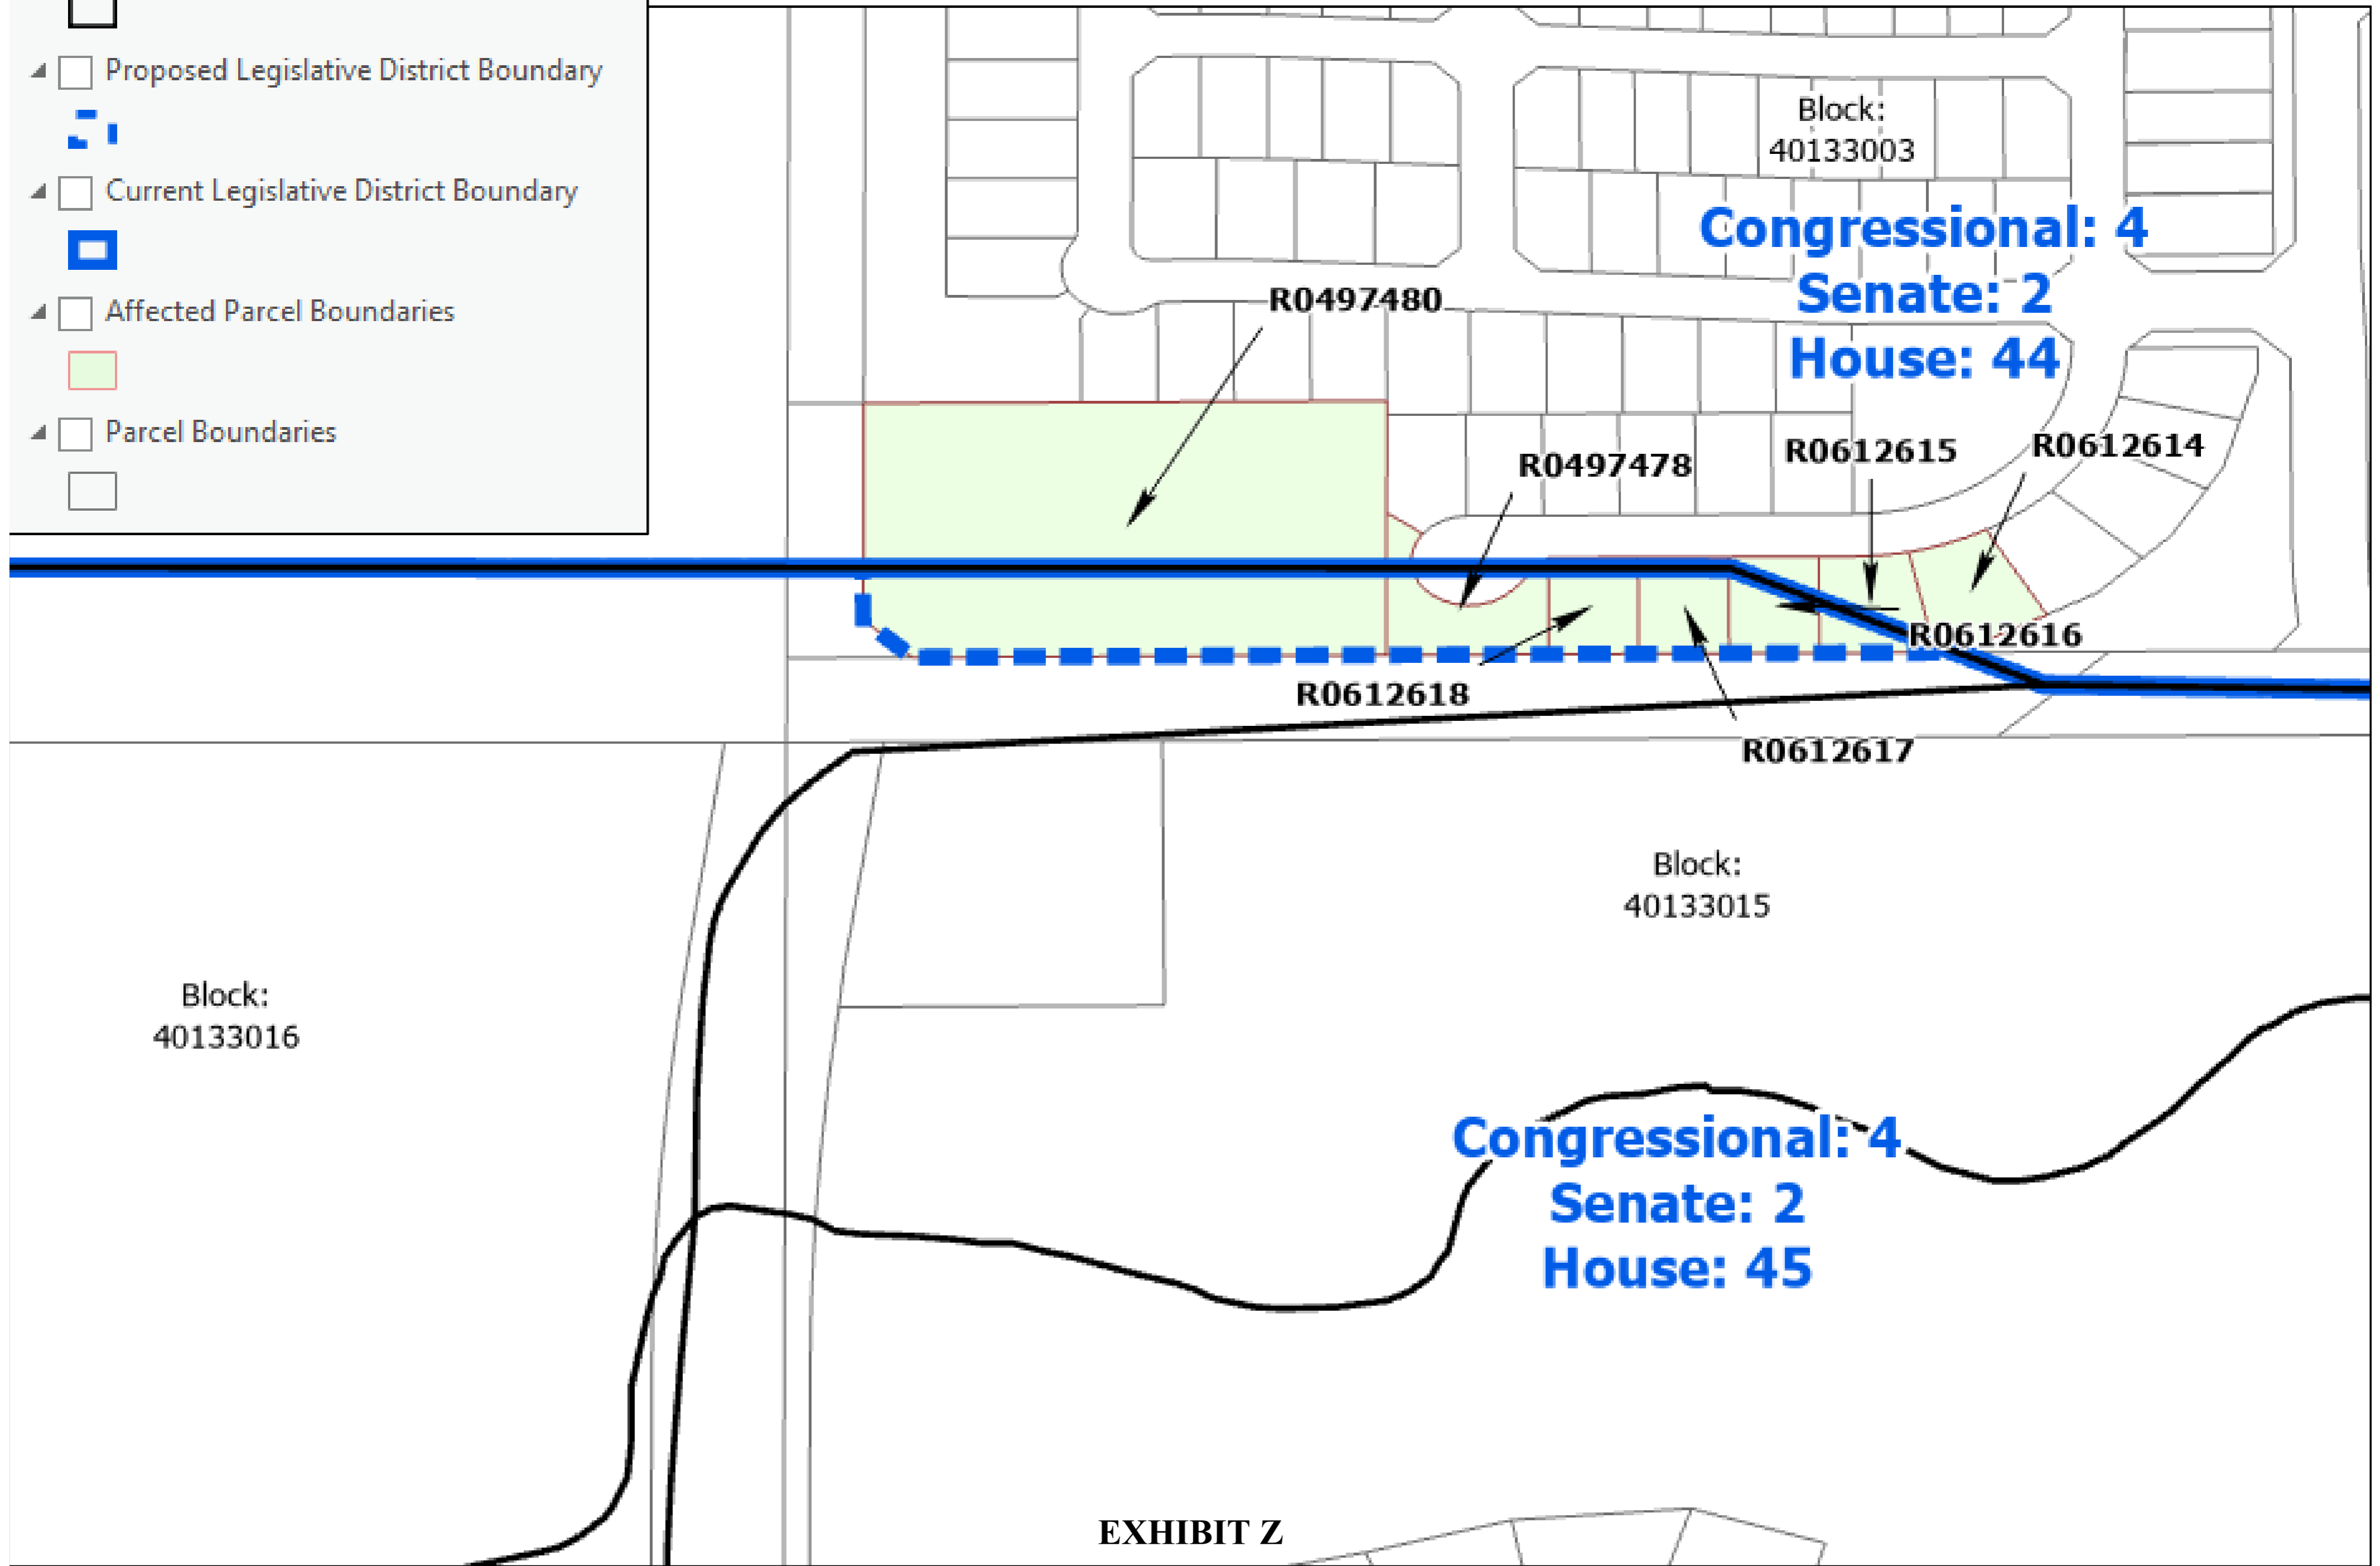 Proposed Legislative District Boundary
Current Legislative District Boundary
Affected Parcel Boundaries
Parcel Boundaries
Block:
40133003
Congressional: 4
Senate: 2
House: 44
R0497480
R0497478
R0612615
R0612614
R0612616
R0612618
R0612617
Block:
40133015
Block:
40133016
Congressional: 4
Senate: 2
House: 45
EXHIBIT Z